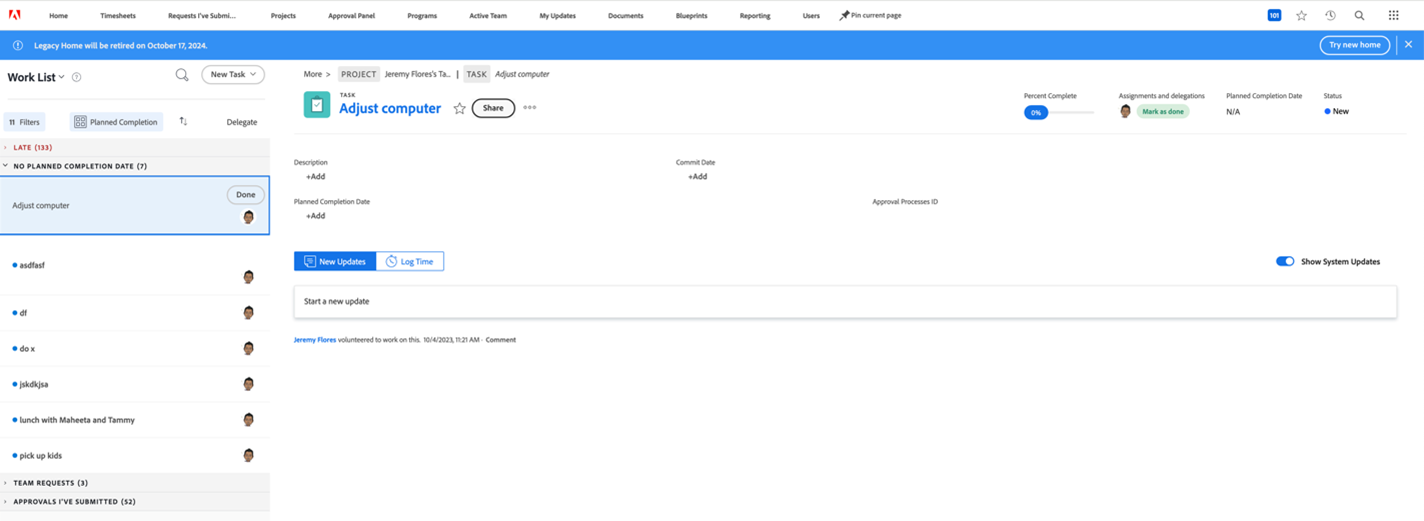 Home Timesheets Requests I've Submi... Projects Approval Panel Programs Active Team My Updates Documents Blueprints Reporting Users Pin current page 101
Legacy Home will be retired on October 17, 2024. Try new home
Work List
New Task
11 Filters Planned Completion Delegate
LATE (133)
NO PLANNED COMPLETION DATE (7)
Adjust computer Done
asdfasf
df
do x
jskdkjsa
lunch with Maheeta and Tammy
pick up kids
TEAM REQUESTS (3)
APPROVALS I'VE SUBMITTED (52)
More > PROJECT Jeremy Flores's Ta.. | TASK Adjust computer
TASK
Adjust computer Share
Percent Complete Assignments and delegations Planned Completion Date Status
0% Mark as done N/A New
Description Commit Date
+Add +Add
Planned Completion Date Approval Processes ID
+Add
New Updates Log Time Show System Updates
Start a new update
Jeremy Flores volunteered to work on this. 10/4/2023, 11:21 AM - Comment